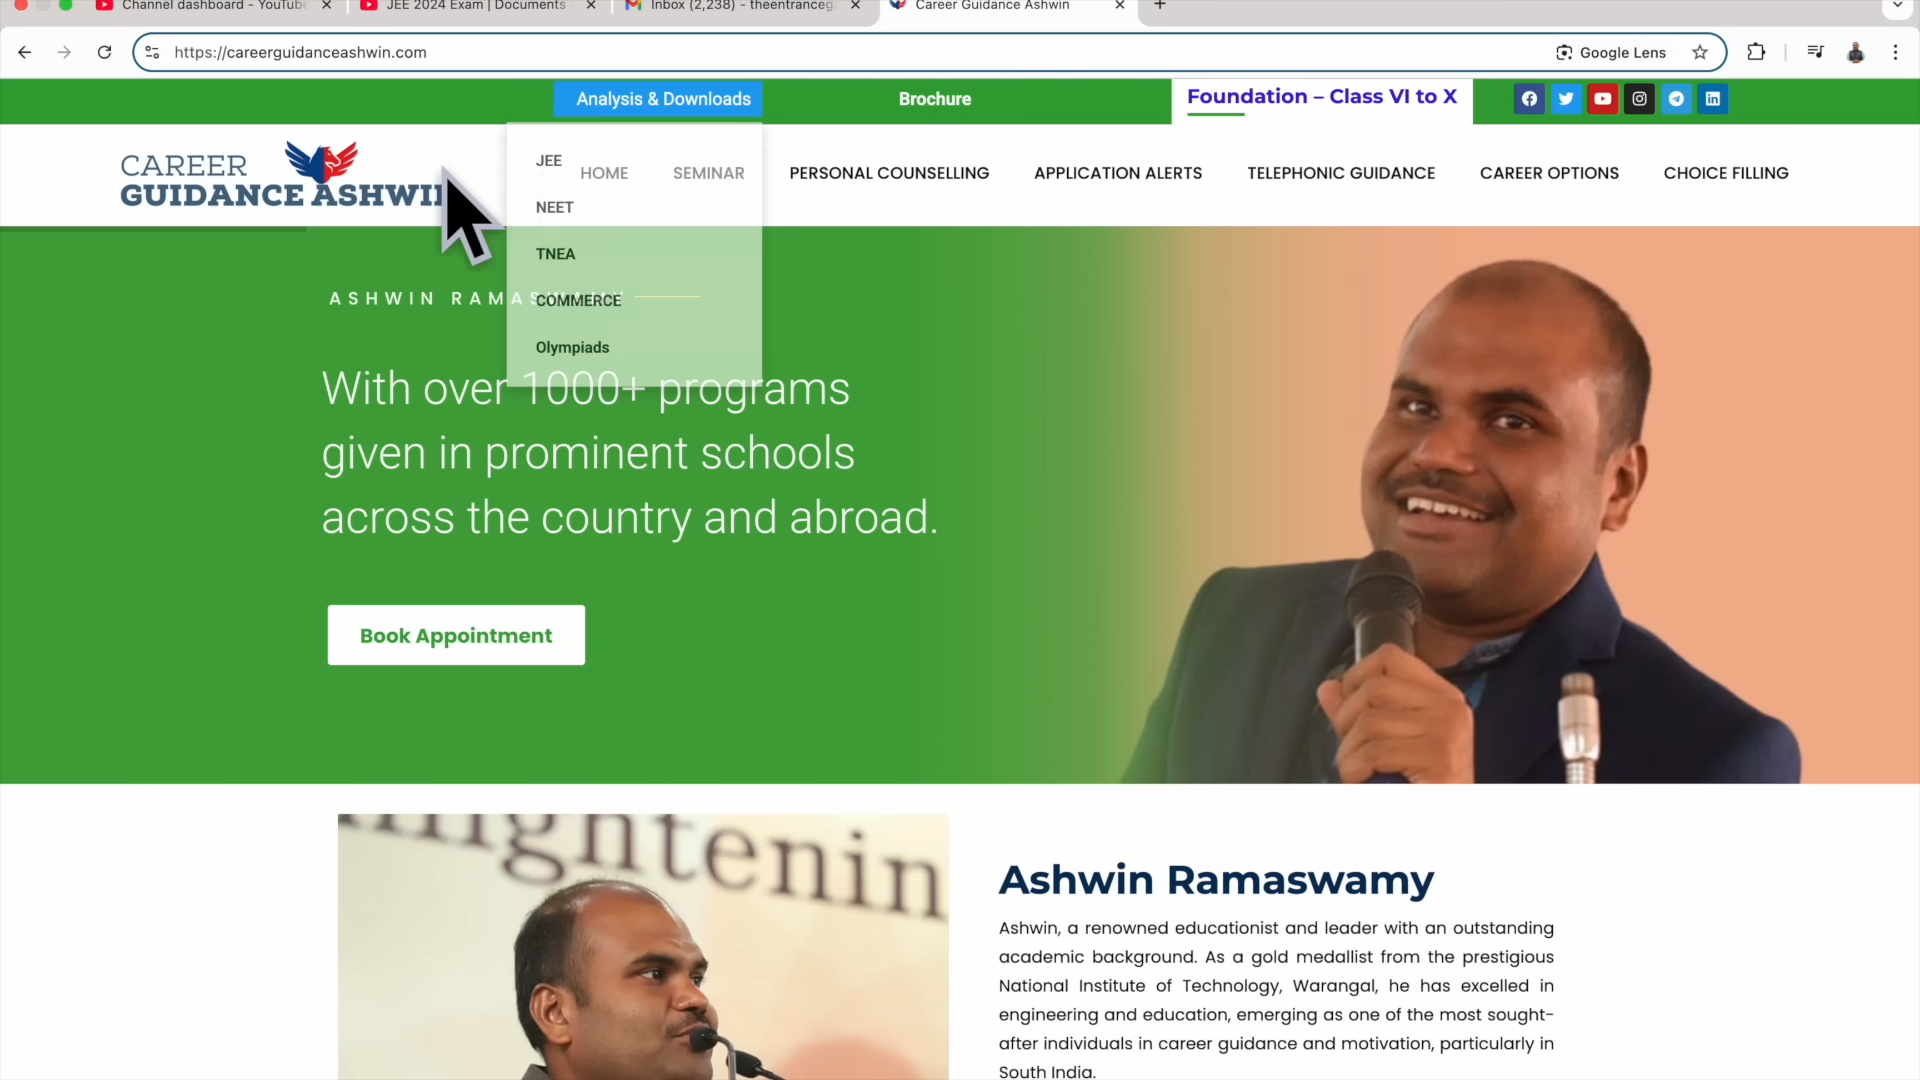 Channel dashboard - YouTube
JEE 2024 Exam | Documents
Inbox (2,238) - theentranceg
Career Guidance Ashwin
https://careerguidanceashwin.com
Google Lens
Analysis & Downloads
Brochure
Foundation – Class VI to X
CAREER
GUIDANCE ASHWI
JEE
NEET
TNEA
COMMERCE
Olympiads
HOME
SEMINAR
PERSONAL COUNSELLING
APPLICATION ALERTS
TELEPHONIC GUIDANCE
CAREER OPTIONS
CHOICE FILLING
ASHWIN RAMASWAMY
With over 1000+ programs
given in prominent schools
across the country and abroad.
Book Appointment
nlightenin
Ashwin Ramaswamy
Ashwin, a renowned educationist and leader with an outstanding
academic background. As a gold medallist from the prestigious
National Institute of Technology, Warangal, he has excelled in
engineering and education, emerging as one of the most sought-
after individuals in career guidance and motivation, particularly in
South India.